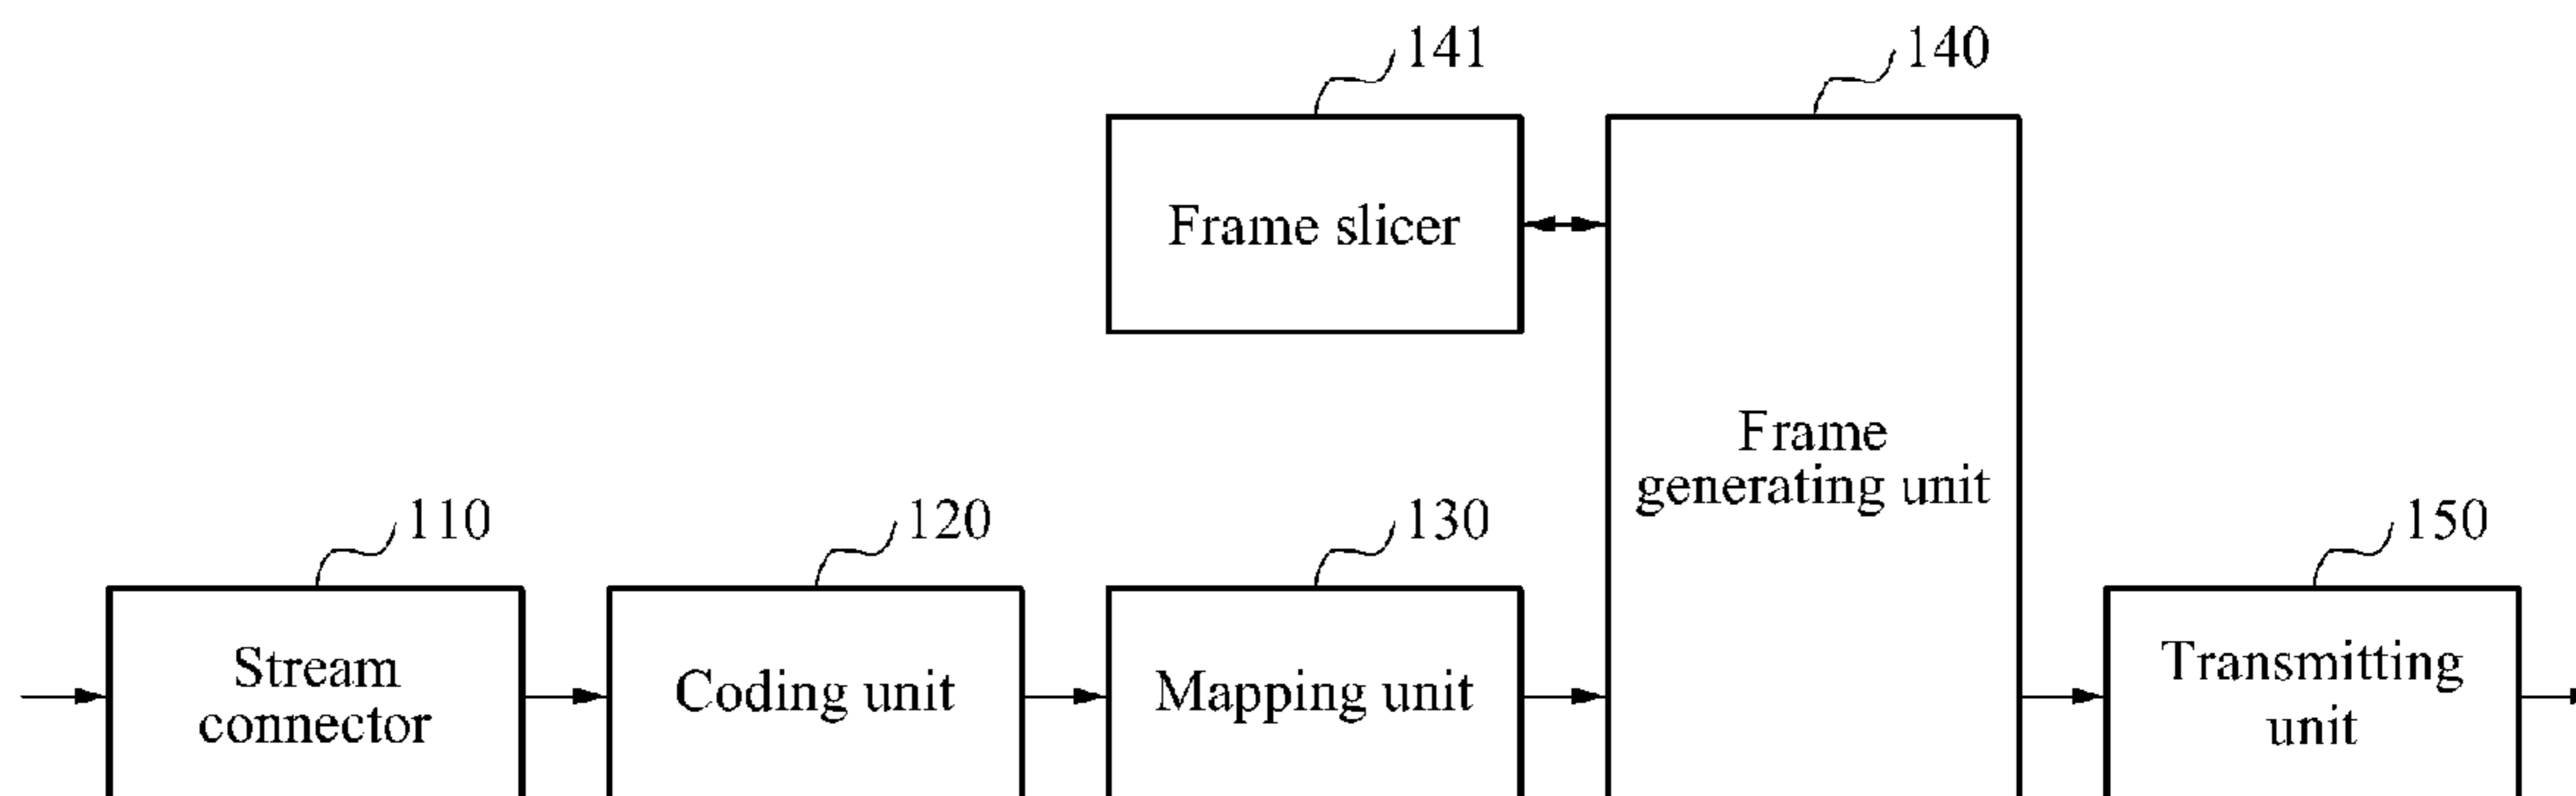 141
140
Frame slicer
Frame
generating unit
110
120
130
150
Stream
connector
Coding unit
Mapping unit
Transmitting
unit